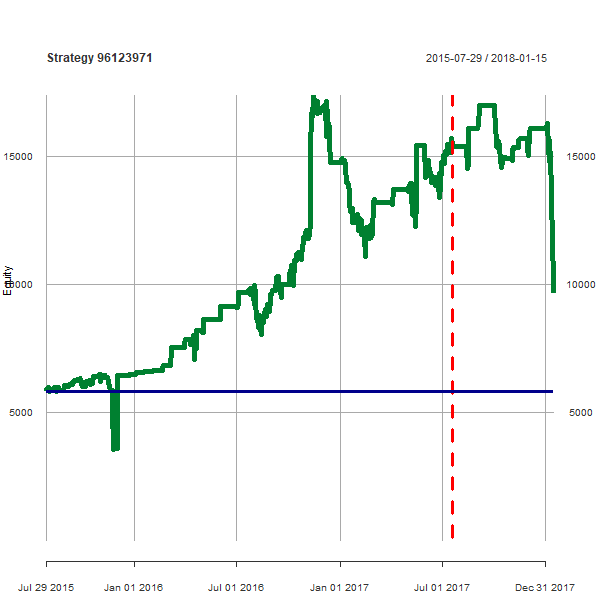 Strategy 96123971
2015-07-29 / 2018-01-15
15000
15000
Equity
10000
10000
5000
5000
Jul 29 2015
Jan 01 2016
Jul 01 2016
Jan 01 2017
Jul 01 2017
Dec 31 2017